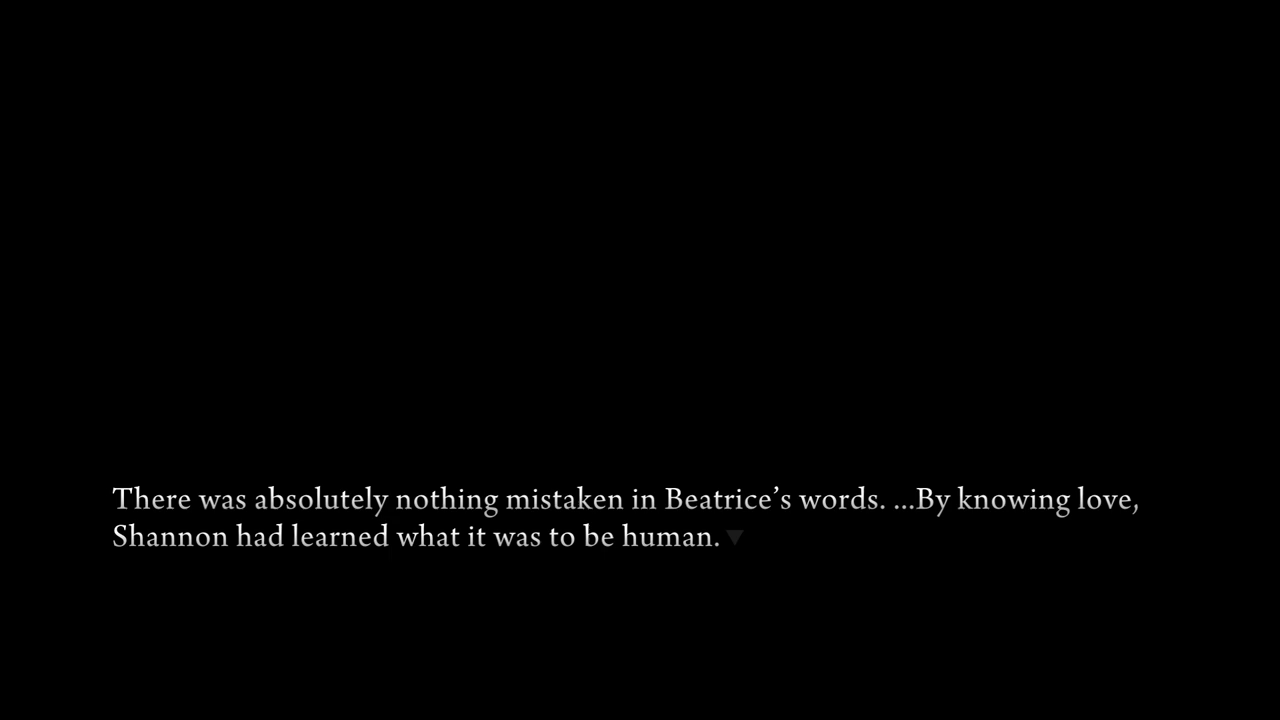 There was absolutely nothing mistaken in Beatrice’s words. ...By knowing love,
Shannon had learned what it was to be human.